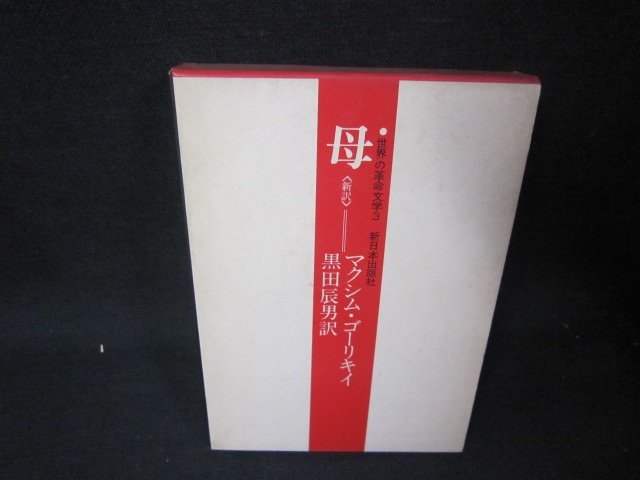 ・世界の革命文学3 新日本出版社
母〈新訳〉
マクシム・ゴーリキイ
黒田辰男訳